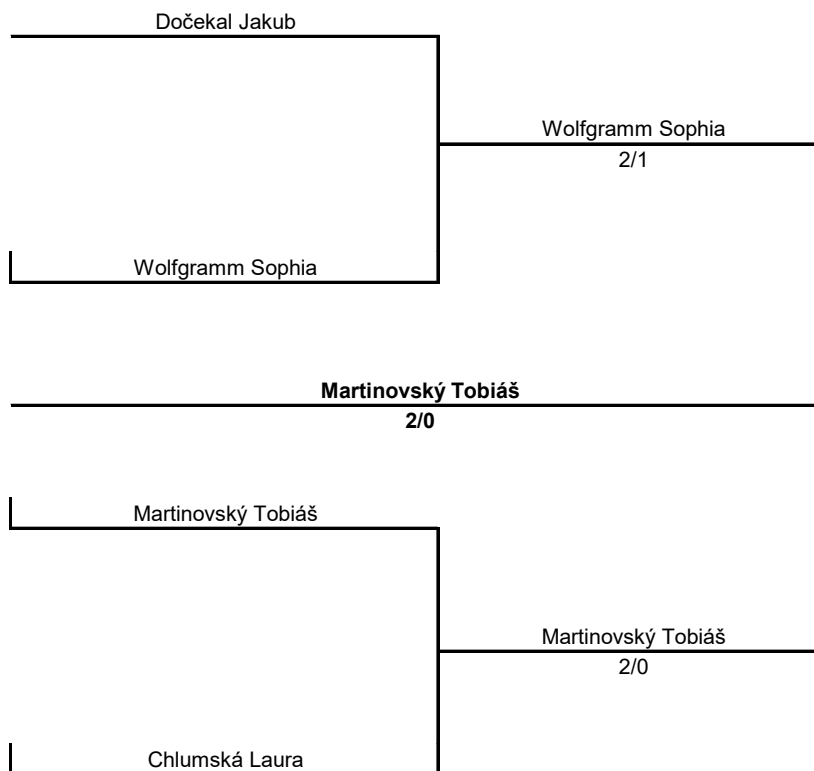 Dočekal Jakub
Wolfgramm Sophia
2/1
Wolfgramm Sophia
Martinovský Tobiáš
2/0
Martinovský Tobiáš
Martinovský Tobiáš
2/0
Chlumská Laura